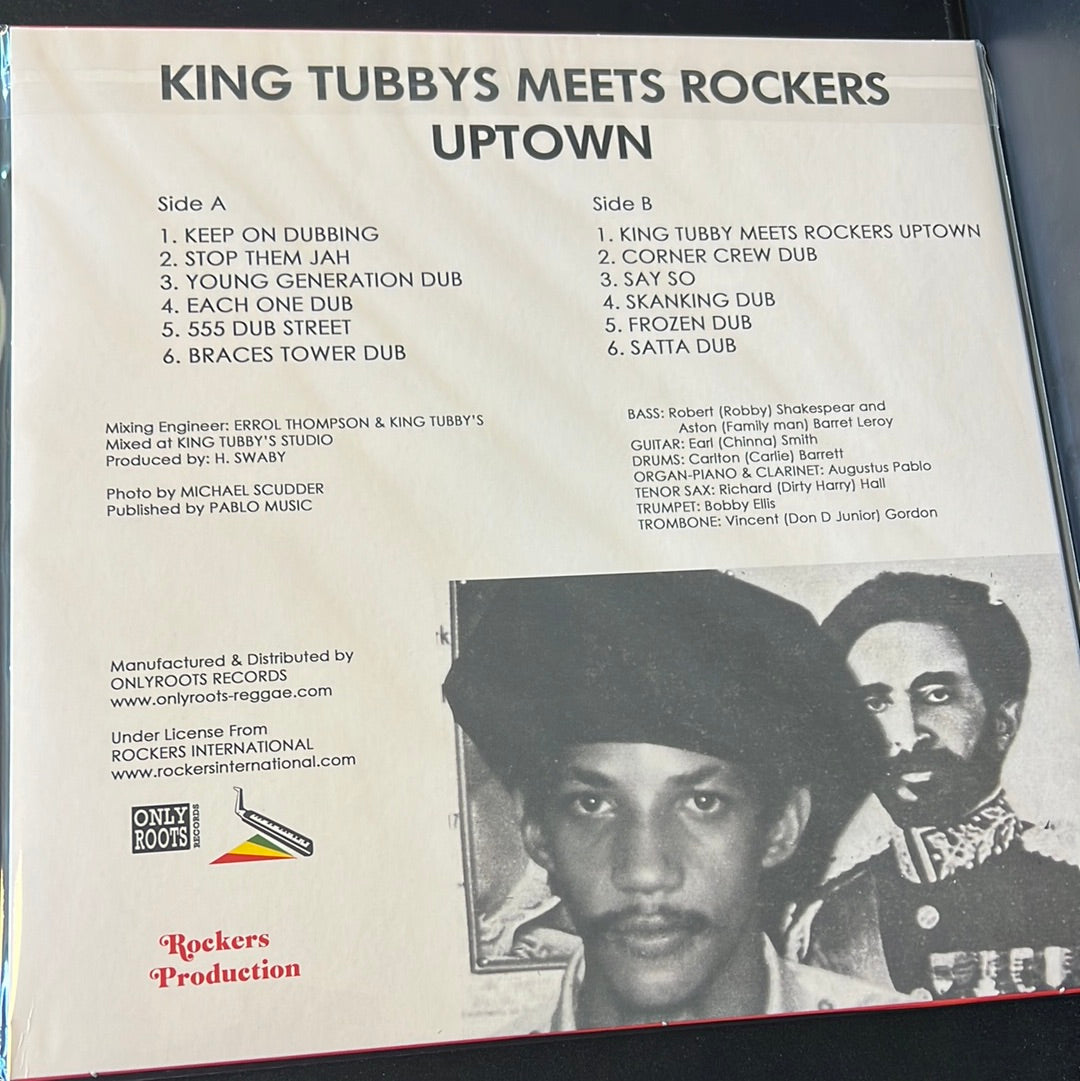 KING TUBBYS MEETS ROCKERS
UPTOWN
Side A
1. KEEP ON DUBBING
2. STOP THEM JAH
3. YOUNG GENERATION DUB
4. EACH ONE DUB
5. 555 DUB STREET
6. BRACES TOWER DUB
Side B
1. KING TUBBY MEETS ROCKERS UPTOWN
2. CORNER CREW DUB
3. SAY SO
4. SKANKING DUB
5. FROZEN DUB
6. SATTA DUB
Mixing Engineer: ERROL THOMPSON & KING TUBBY'S
Mixed at KING TUBBY'S STUDIO
Produced by: H. SWABY
Photo by MICHAEL SCUDDER
Published by PABLO MUSIC
BASS: Robert (Robby) Shakespear and
Aston (Family man) Barret Leroy
GUITAR: Earl (Chinna) Smith
DRUMS: Carlton (Carlie) Barrett
ORGAN-PIANO & CLARINET: Augustus Pablo
TENOR SAX: Richard (Dirty Harry) Hall
TRUMPET: Bobby Ellis
TROMBONE: Vincent (Don D Junior) Gordon
Manufactured & Distributed by
ONLYROOTS RECORDS
www.onlyroots-reggae.com
Under License From
ROCKERS INTERNATIONAL
www.rockersinternational.com
ONLY
ROOTS
RECORDS
Rockers
Production